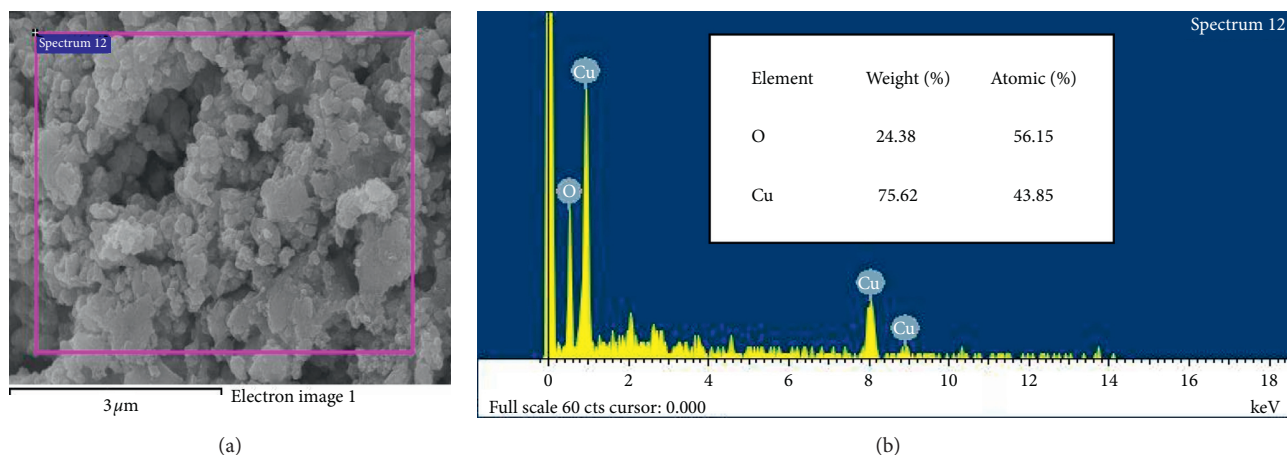 Spectrum 12
3 μm
Electron image 1
(a)
Spectrum 12
Element Weight (%) Atomic (%)
O 24.38 56.15
Cu 75.62 43.85
Cu
O
Cu
Cu
0 2 4 6 8 10 12 14 16 18
Full scale 60 cts cursor: 0.000 keV
(b)